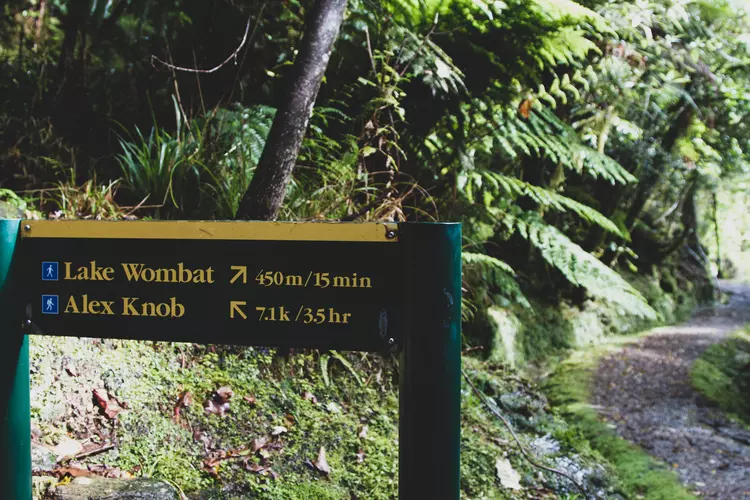 Lake Wombat ↗ 450m/15min
Alex Knob ↖ 7.1k/3.5hr